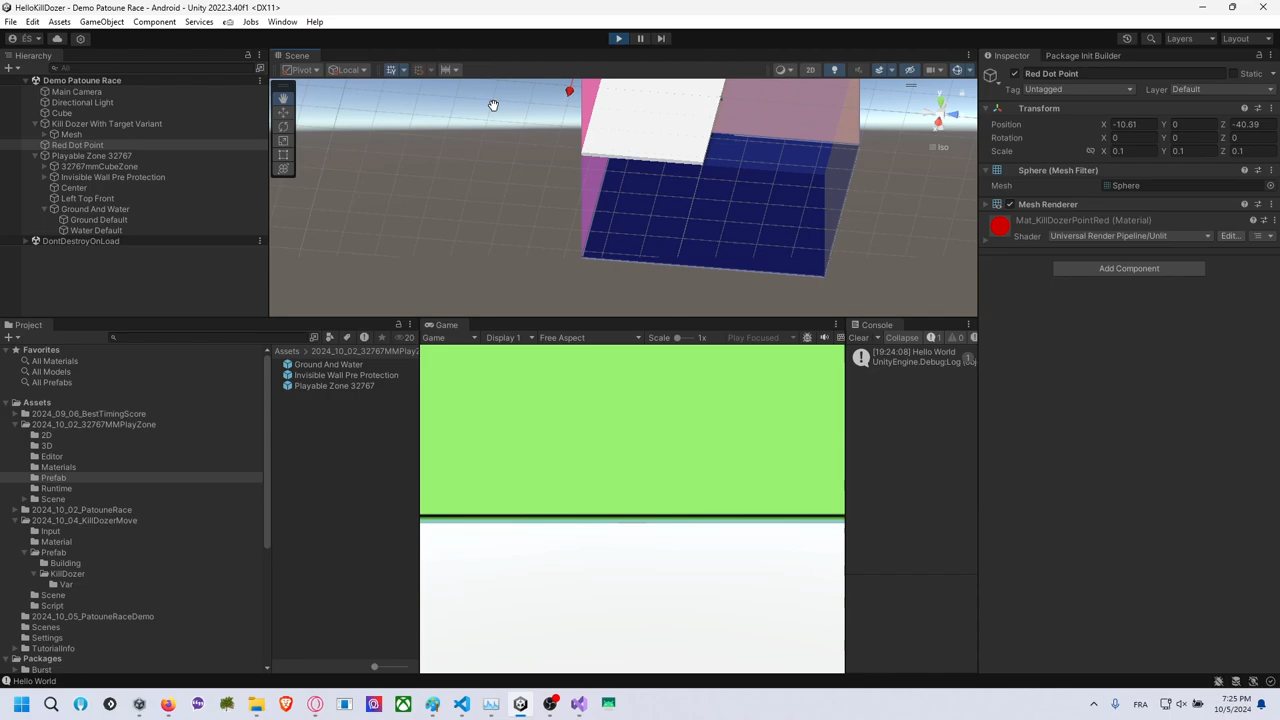 HelloKillDozer - Demo Patoune Race - Android - Unity 2022.3.40f1 <DX11>
File Edit Assets GameObject Component Services Jobs Window Help
ÉS
Layers Layout
Hierarchy
All
Demo Patoune Race
Main Camera
Directional Light
Cube
Kill Dozer With Target Variant
Mesh
Red Dot Point
Playable Zone 32767
32767mmCubeZone
Invisible Wall Pre Protection
Center
Left Top Front
Ground And Water
Ground Default
Water Default
DontDestroyOnLoad
Scene
Pivot Local
2D
y
Iso
Inspector Package Init Builder
Red Dot Point Static
Tag Untagged Layer Default
Transform
Position X -10.61 Y 0 Z -40.39
Rotation X 0 Y 0 Z 0
Scale X 0.1 Y 0.1 Z 0.1
Sphere (Mesh Filter)
Mesh Sphere
Mesh Renderer
Mat_KillDozerPointRed (Material)
Shader Universal Render Pipeline/Unlit Edit...
Add Component
Project
20
Favorites
All Materials
All Models
All Prefabs
Assets
2024_09_06_BestTimingScore
2024_10_02_32767MMPlayZone
2D
3D
Editor
Materials
Prefab
Runtime
Scene
2024_10_02_PatouneRace
2024_10_04_KillDozerMove
Input
Material
Prefab
Building
KillDozer
Var
Scene
Script
2024_10_05_PatouneRaceDemo
Scenes
Settings
TutorialInfo
Packages
Burst
Assets > 2024_10_02_32767MMPlayZ
Ground And Water
Invisible Wall Pre Protection
Playable Zone 32767
Game
Game Display 1 Free Aspect Scale 1x Play Focused
Console
Clear Collapse 1 0
[19:24:08] Hello World
UnityEngine.Debug:Log (
1
Hello World
FRA
7:25 PM
10/5/2024